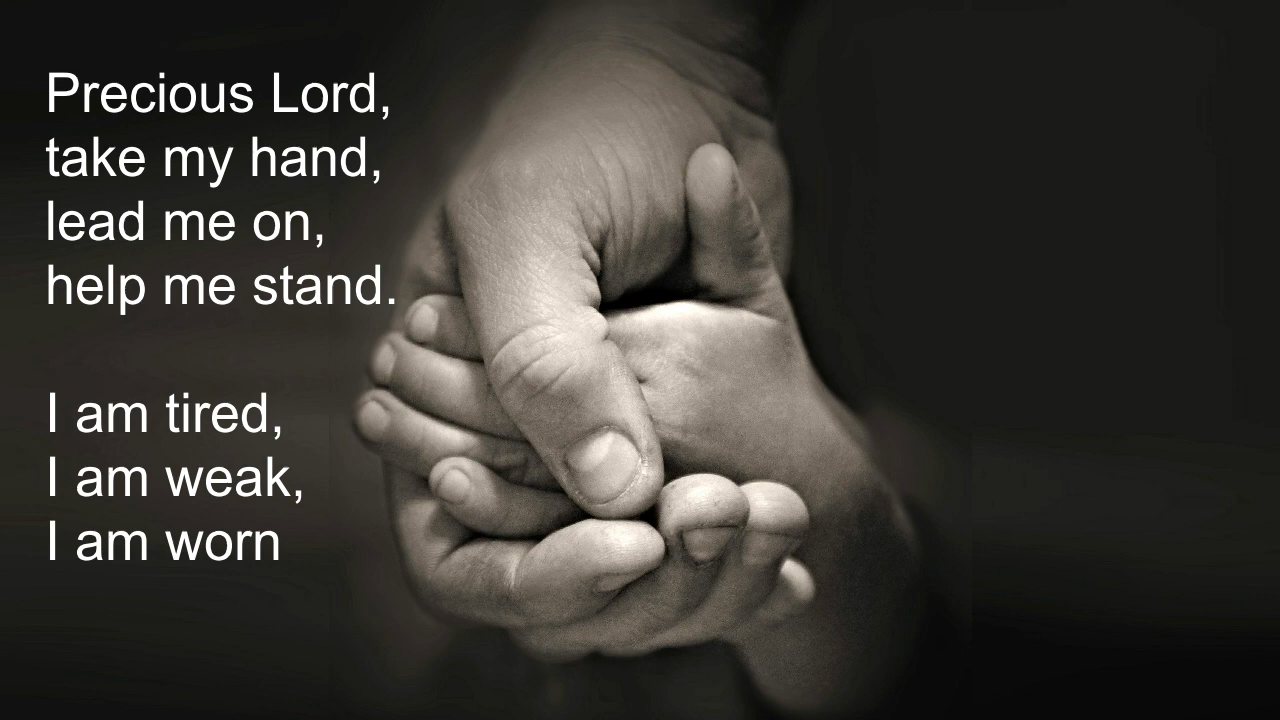 Precious Lord,
take my hand,
lead me on,
help me stand.
I am tired,
I am weak,
I am worn